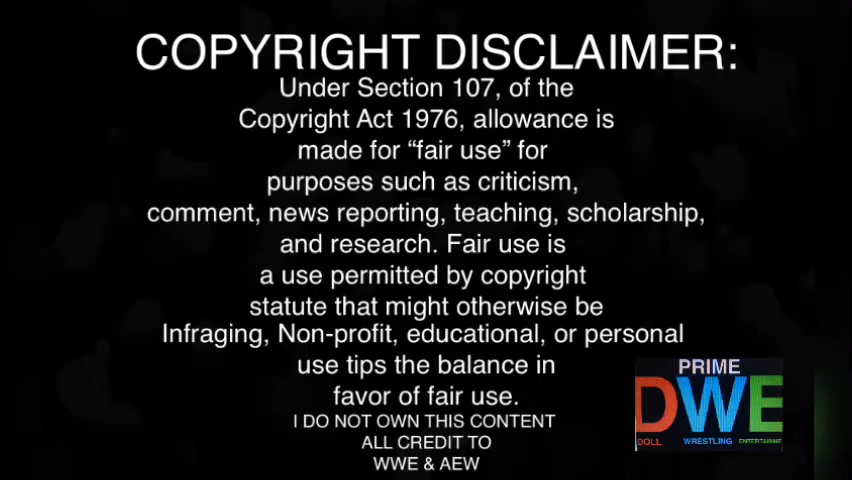 COPYRIGHT DISCLAIMER:
Under Section 107, of the
Copyright Act 1976, allowance is
made for “fair use” for
purposes such as criticism,
comment, news reporting, teaching, scholarship,
and research. Fair use is
a use permitted by copyright
statute that might otherwise be
Infraging, Non-profit, educational, or personal
use tips the balance in
favor of fair use.
I DO NOT OWN THIS CONTENT
ALL CREDIT TO
WWE & AEW
PRIME
DWE
DOLL WRESTLING